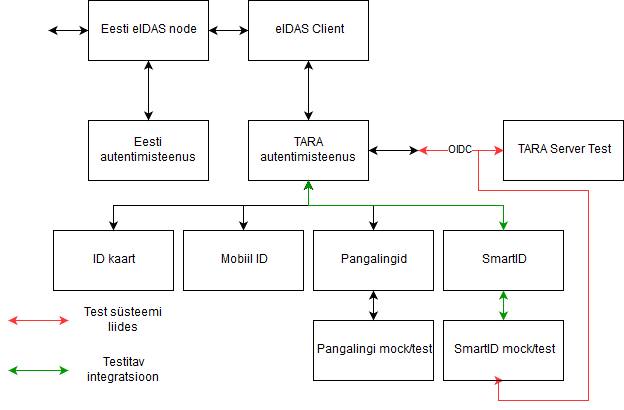 Eesti eIDAS node
eIDAS Client
Eesti
autentimisteenus
TARA
autentimisteenus
OIDC
TARA Server Test
ID kaart
Mobiil ID
Pangalingid
SmartID
Test süsteemi
liides
Pangalingi mock/test
SmartID mock/test
Testitav
integratsioon